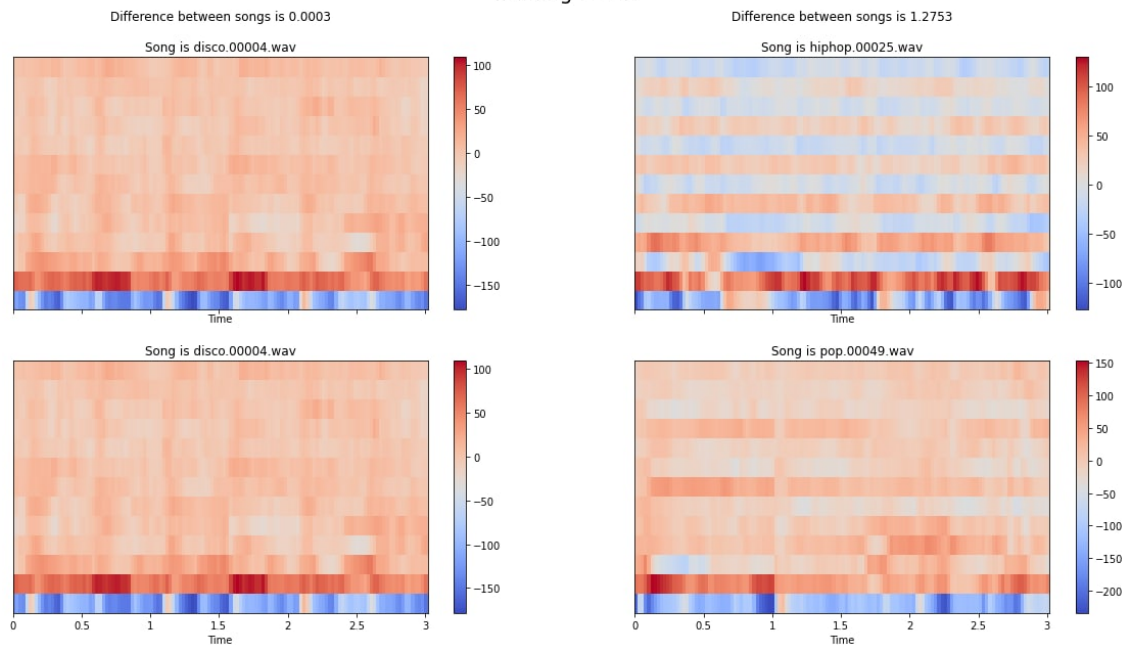 Difference between songs is 0.0003
Song is disco.00004.wav
100
50
0
−50
−100
−150
Time
Song is disco.00004.wav
100
50
0
−50
−100
−150
0 0.5 1 1.5 2 2.5 3
Time
Difference between songs is 1.2753
Song is hiphop.00025.wav
100
50
0
−50
−100
Time
Song is pop.00049.wav
150
100
50
0
−50
−100
−150
−200
0 0.5 1 1.5 2 2.5 3
Time